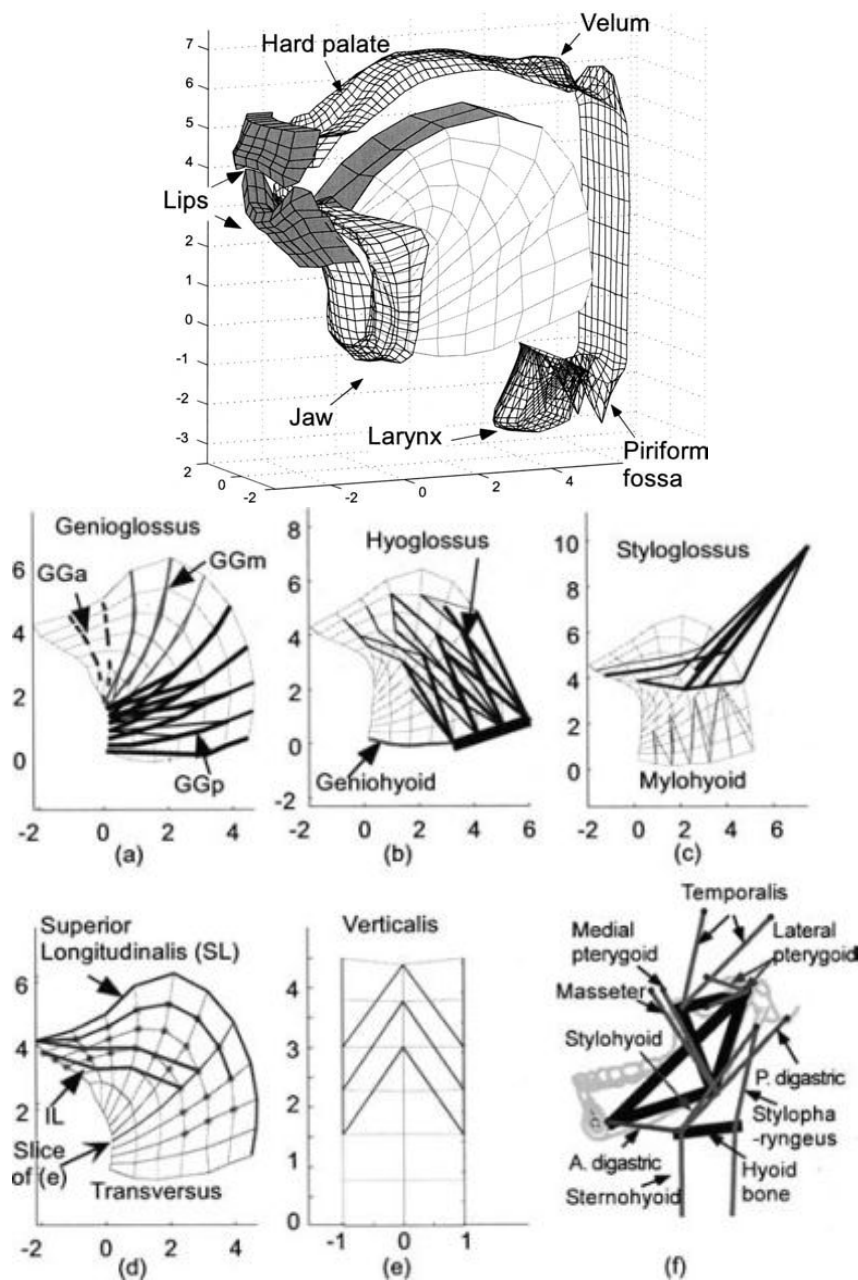 Hard palate
Velum
7
6
5
4
3
2
1
0
-1
-2
-3
Lips
Jaw
Larynx
Piriform
fossa
2
0
-2
-2
0
2
4
Genioglossus
GGa
GGm
GGp
6
4
2
0
-2
0
2
4
(a)
Hyoglossus
Geniohyoid
8
6
4
2
0
-2
-2
0
2
4
6
(b)
Styloglossus
Mylohyoid
10
8
6
4
2
0
-2
0
2
4
6
(c)
Superior
Longitudinalis (SL)
6
4
2
0
IL
Slice
of (e)
Transversus
-2
0
2
4
(d)
Verticalis
4
3
2
1
0
-1
0
1
(e)
Temporalis
Medial
pterygoid
Lateral
pterygoid
Masseter
Stylohyoid
P. digastric
Stylopha
-ryngeus
A. digastric
Hyoid
bone
Sternohyoid
(f)